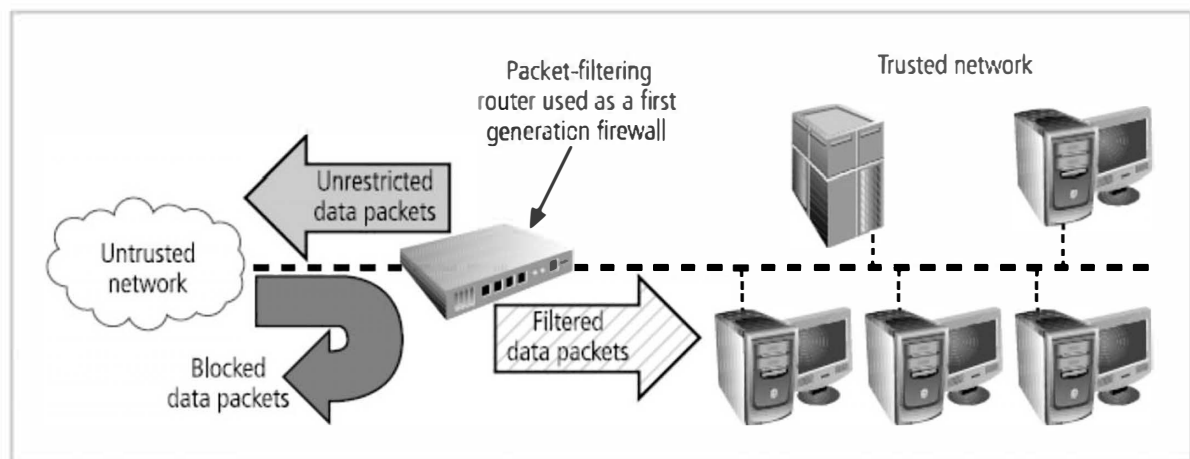 Packet-filtering
router used as a first
generation firewall
Trusted network
Unrestricted
data packets
Untrusted
network
Filtered
data packets
Blocked
data packets